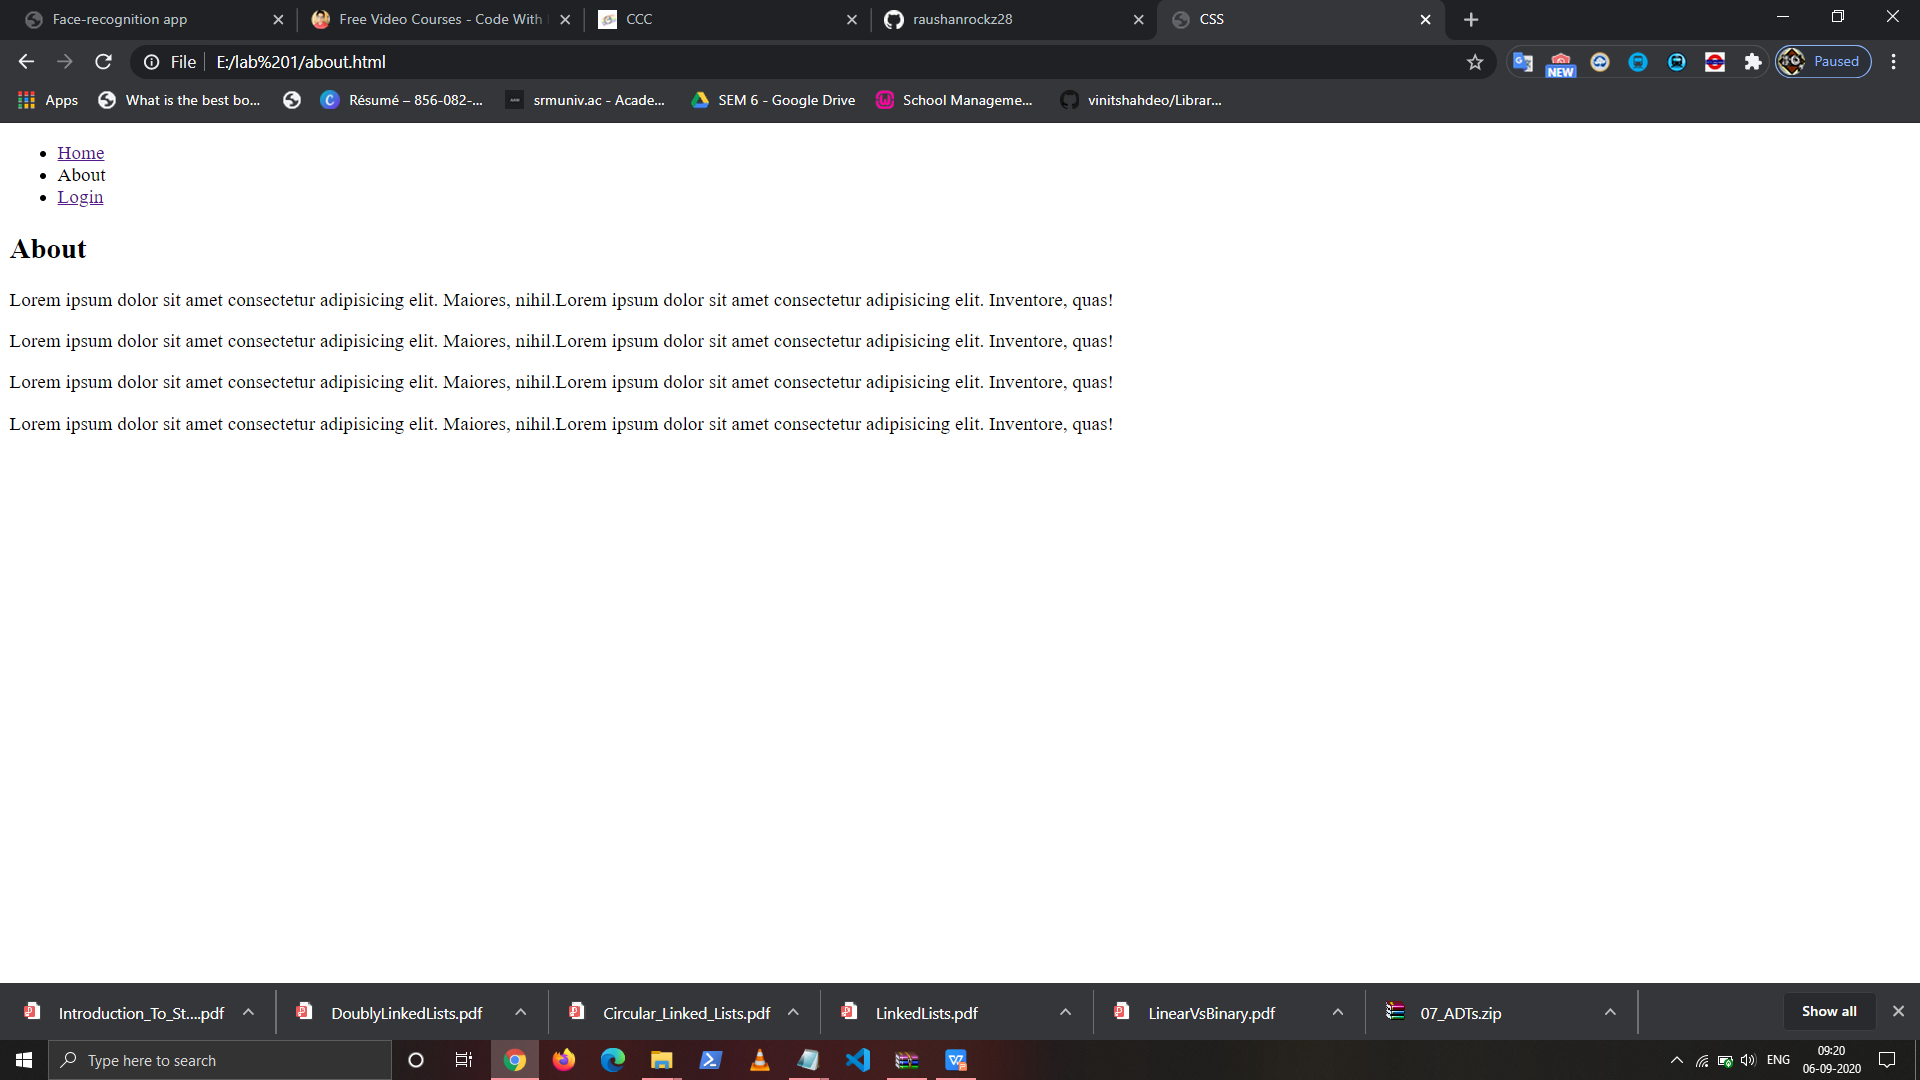 Face-recognition app
Free Video Courses - Code With
CCC
raushanrockz28
CSS
File
E:/lab%201/about.html
NEW
Paused
Apps
What is the best bo...
Résumé – 856-082-...
srmuniv.ac - Acade...
SEM 6 - Google Drive
School Manageme...
vinitshahdeo/Librar...
Home
About
Login
About
Lorem ipsum dolor sit amet consectetur adipisicing elit. Maiores, nihil.Lorem ipsum dolor sit amet consectetur adipisicing elit. Inventore, quas!
Lorem ipsum dolor sit amet consectetur adipisicing elit. Maiores, nihil.Lorem ipsum dolor sit amet consectetur adipisicing elit. Inventore, quas!
Lorem ipsum dolor sit amet consectetur adipisicing elit. Maiores, nihil.Lorem ipsum dolor sit amet consectetur adipisicing elit. Inventore, quas!
Lorem ipsum dolor sit amet consectetur adipisicing elit. Maiores, nihil.Lorem ipsum dolor sit amet consectetur adipisicing elit. Inventore, quas!
Introduction_To_St....pdf
DoublyLinkedLists.pdf
Circular_Linked_Lists.pdf
LinkedLists.pdf
LinearVsBinary.pdf
07_ADTs.zip
Show all
Type here to search
ENG
09:20
06-09-2020